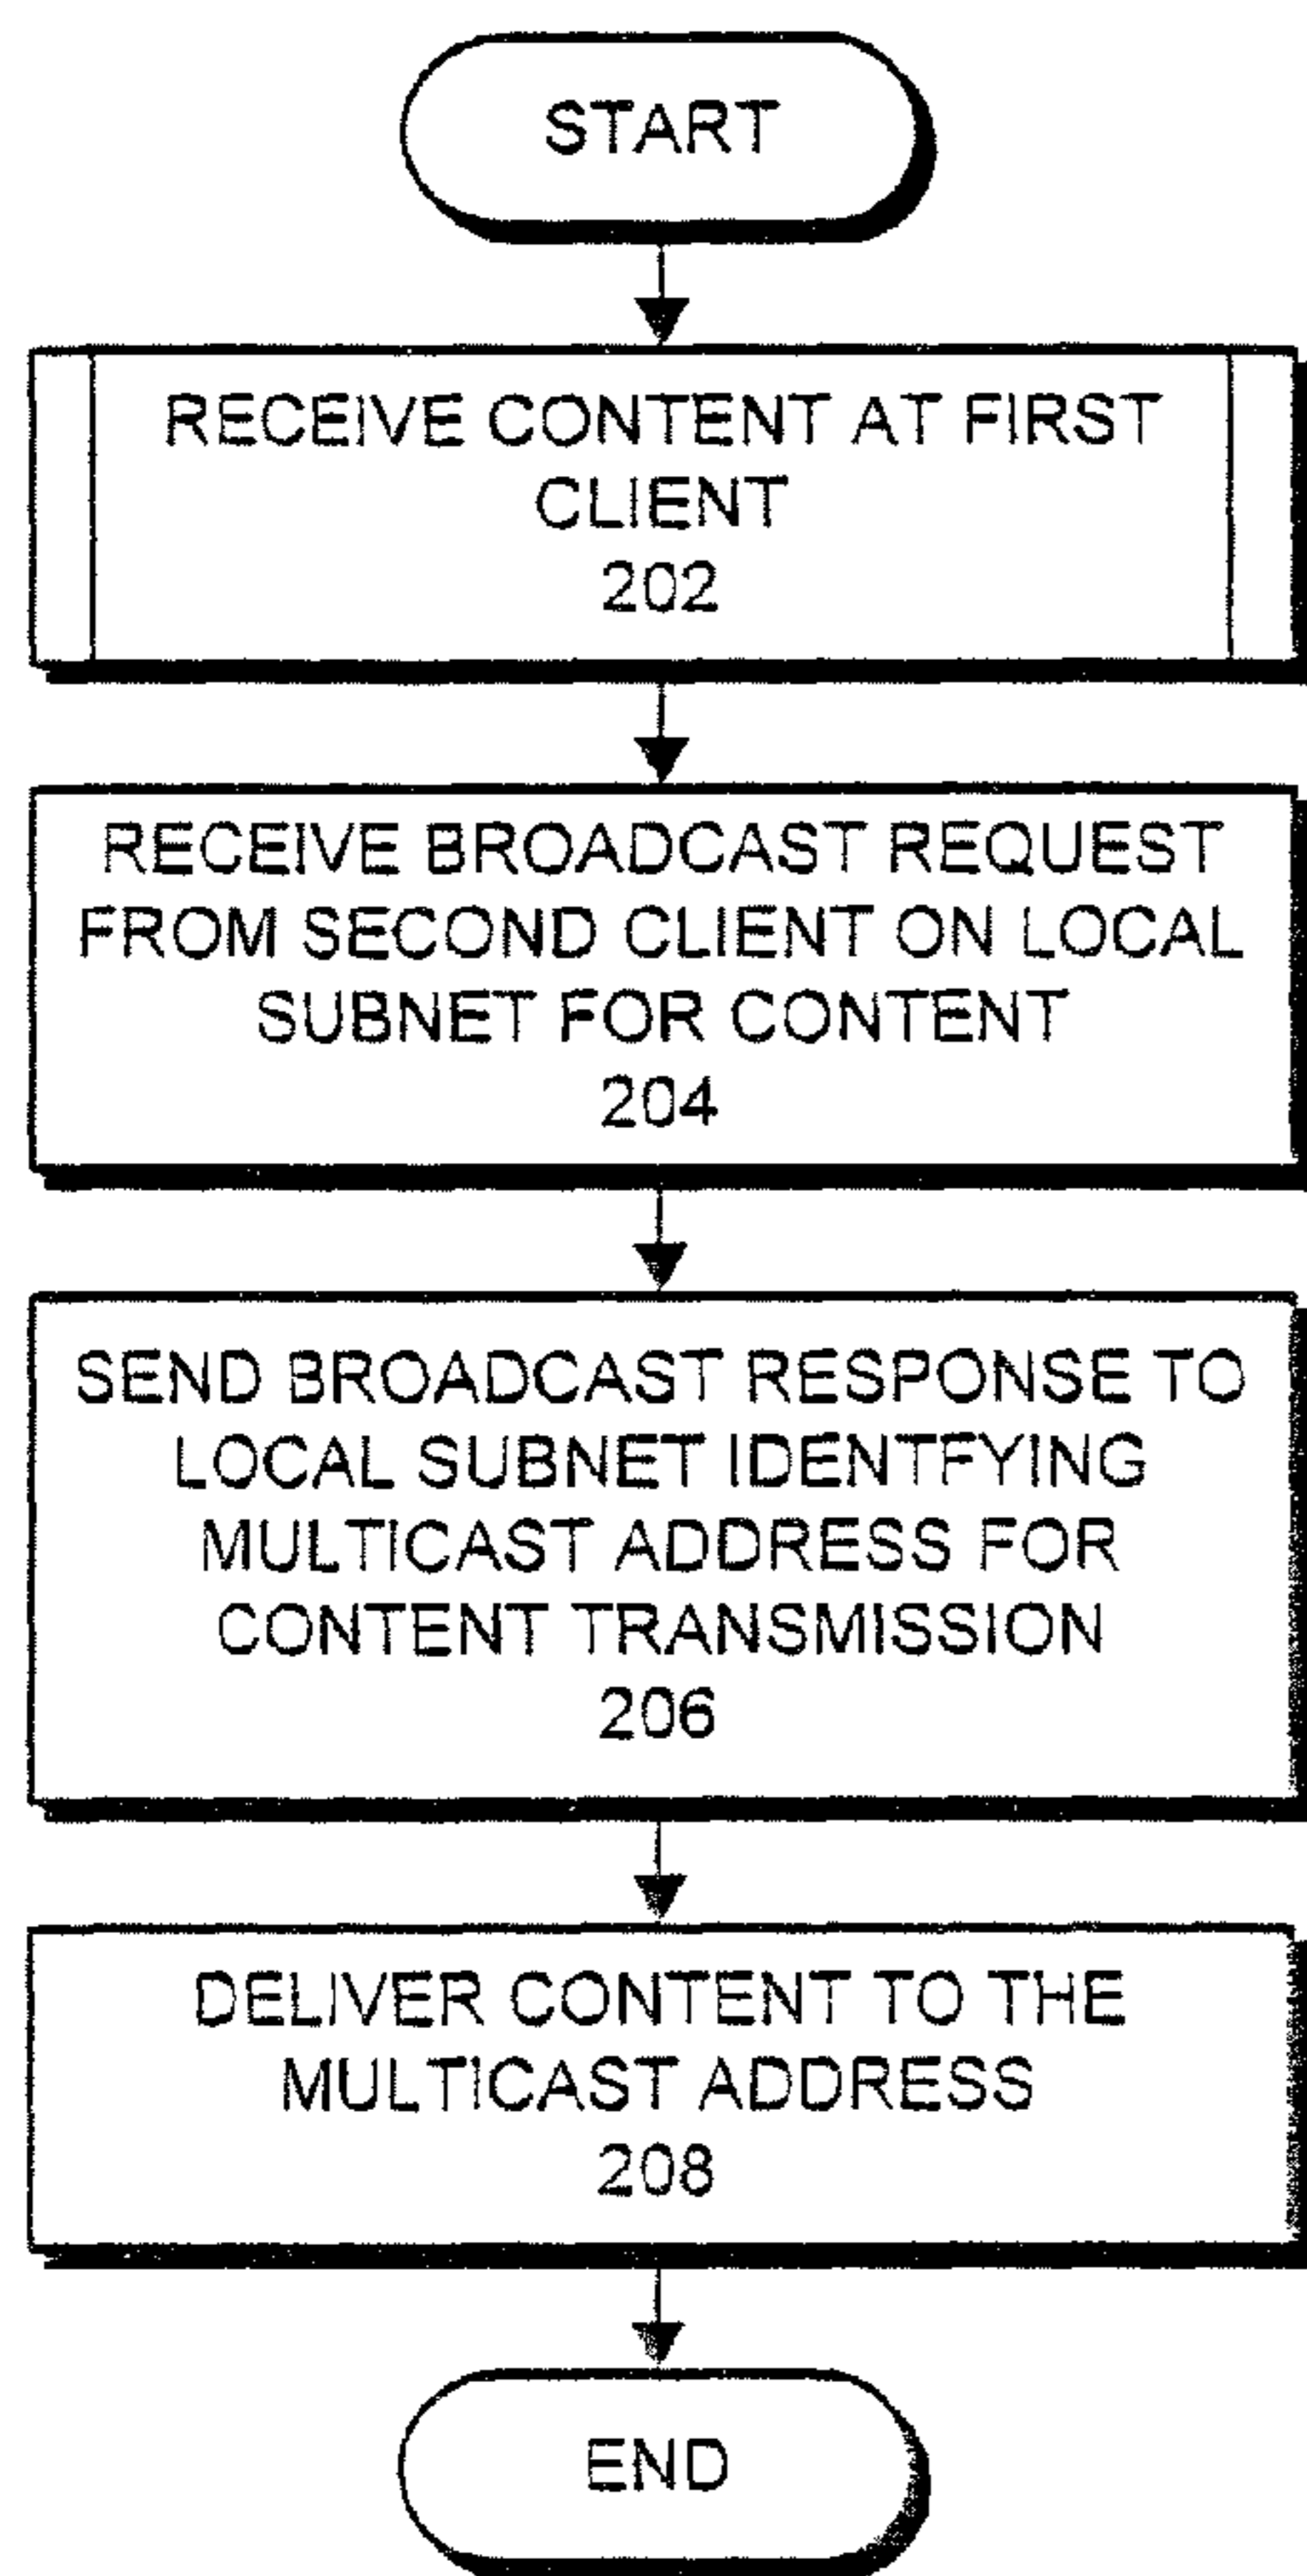 START
RECEIVE CONTENT AT FIRST
CLIENT
202
RECEIVE BROADCAST REQUEST
FROM SECOND CLIENT ON LOCAL
SUBNET FOR CONTENT
204
SEND BROADCAST RESPONSE TO
LOCAL SUBNET IDENTFYING
MULTICAST ADDRESS FOR
CONTENT TRANSMISSION
206
DELIVER CONTENT TO THE
MULTICAST ADDRESS
208
END